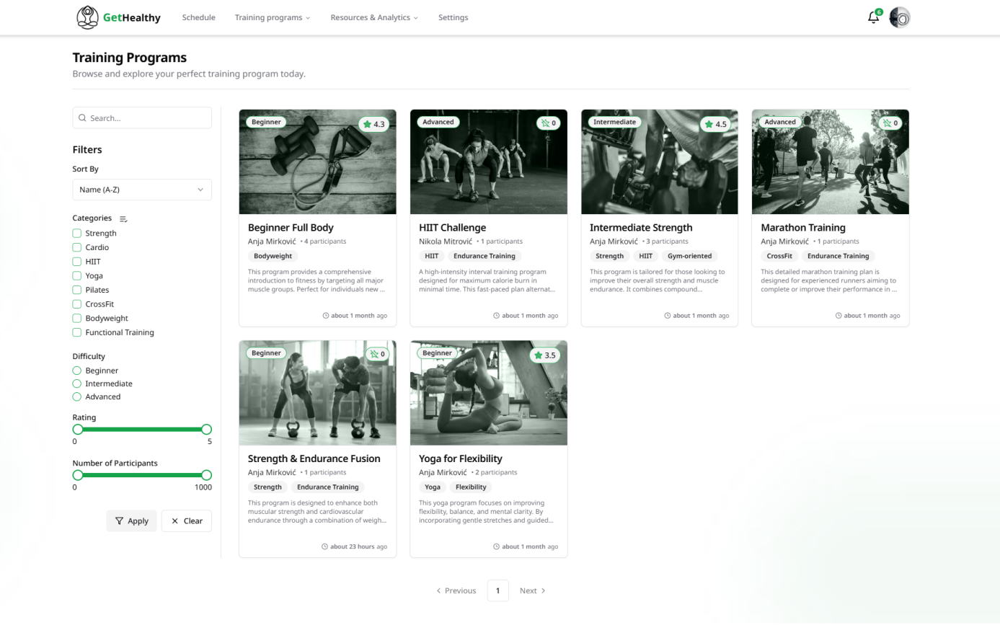 GetHealthy
Schedule
Training programs
Resources & Analytics
Settings
6
Training Programs
Browse and explore your perfect training program today.
Search...
Filters
Sort By
Name (A-Z)
Categories
Strength
Cardio
HIIT
Yoga
Pilates
CrossFit
Bodyweight
Functional Training
Difficulty
Beginner
Intermediate
Advanced
Rating
0 5
Number of Participants
0 1000
Apply Clear
Beginner 4.3
Beginner Full Body
Anja Mirković • 4 participants
Bodyweight
This program provides a comprehensive
introduction to fitness by targeting all major
muscle groups. Perfect for individuals new ...
about 1 month ago
Advanced 0
HIIT Challenge
Nikola Mitrović • 1 participants
HIIT Endurance Training
A high-intensity interval training program
designed for maximum calorie burn in
minimal time. This fast-paced plan alternat...
about 1 month ago
Intermediate 4.5
Intermediate Strength
Anja Mirković • 3 participants
Strength HIIT Gym-oriented
This program is tailored for those looking to
improve their overall strength and muscle
endurance. It combines compound...
about 1 month ago
Advanced 0
Marathon Training
Anja Mirković • 1 participants
CrossFit Endurance Training
This detailed marathon training plan is
designed for experienced runners aiming to
complete or improve their performance in ...
about 1 month ago
Beginner 0
Strength & Endurance Fusion
Anja Mirković • 1 participants
Strength Endurance Training
This program is designed to enhance both
muscular strength and cardiovascular
endurance through a combination of weigh...
about 23 hours ago
Beginner 3.5
Yoga for Flexibility
Anja Mirković • 2 participants
Yoga Flexibility
This yoga program focuses on improving
flexibility, balance, and mental clarity. By
incorporating gentle stretches and guided...
about 1 month ago
Previous 1 Next